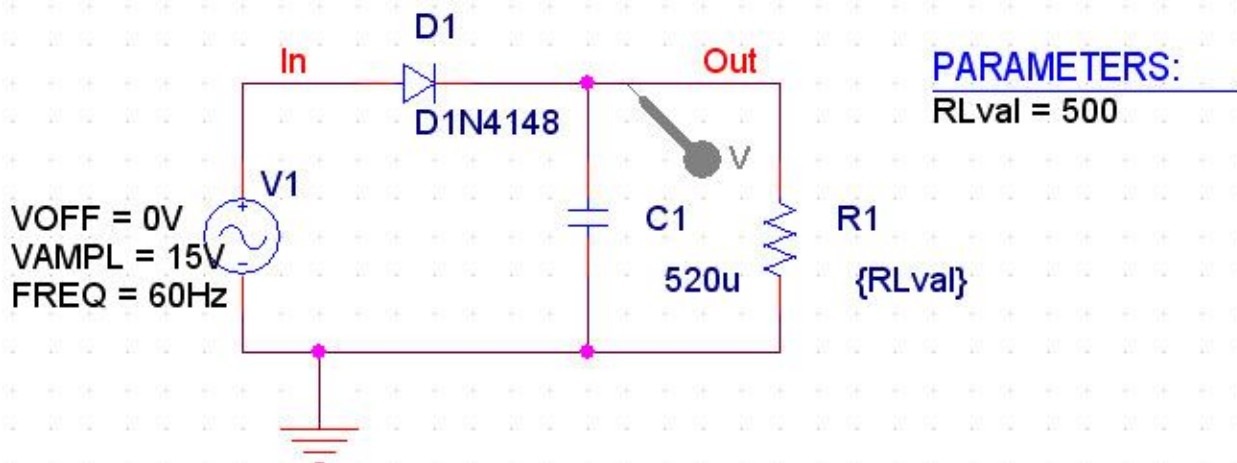 D1
In
Out
PARAMETERS:
D1N4148
RLval = 500
V
V1
VOFF = 0V
VAMPL = 15V
FREQ = 60Hz
C1
R1
520u
{RLval}